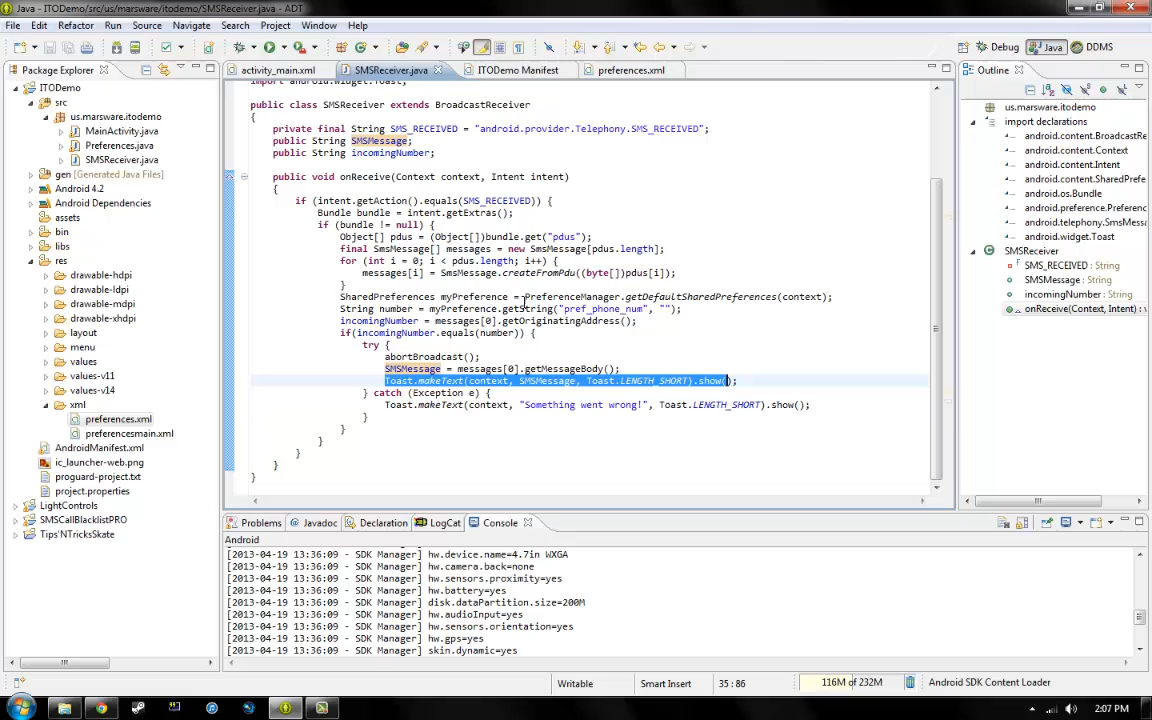 Java - ITODemo/src/us/marsware/itodemo/SMSReceiver.java - ADT
File Edit Refactor Run Source Navigate Search Project Window Help
Debug Java DDMS
Package Explorer
activity_main.xml SMSReceiver.java ITODemo Manifest preferences.xml
Outline
ITODemo
src
us.marsware.itodemo
MainActivity.java
Preferences.java
SMSReceiver.java
gen [Generated Java Files]
Android 4.2
Android Dependencies
assets
bin
libs
res
drawable-hdpi
drawable-ldpi
drawable-mdpi
drawable-xhdpi
layout
menu
values
values-v11
values-v14
xml
preferences.xml
preferencesmain.xml
AndroidManifest.xml
ic_launcher-web.png
proguard-project.txt
project.properties
LightControls
SMSCallBlacklistPRO
Tips'NTricksSkate
import android.widget.Toast;
public class SMSReceiver extends BroadcastReceiver
{
private final String SMS_RECEIVED = "android.provider.Telephony.SMS_RECEIVED";
public String SMSMessage;
public String incomingNumber;
public void onReceive(Context context, Intent intent)
{
if (intent.getAction().equals(SMS_RECEIVED)) {
Bundle bundle = intent.getExtras();
if (bundle != null) {
Object[] pdus = (Object[])bundle.get("pdus");
final SmsMessage[] messages = new SmsMessage[pdus.length];
for (int i = 0; i < pdus.length; i++) {
messages[i] = SmsMessage.createFromPdu((byte[])pdus[i]);
}
SharedPreferences myPreference = PreferenceManager.getDefaultSharedPreferences(context);
String number = myPreference.getString("pref_phone_num", "");
incomingNumber = messages[0].getOriginatingAddress();
if(incomingNumber.equals(number)) {
try {
abortBroadcast();
SMSMessage = messages[0].getMessageBody();
Toast.makeText(context, SMSMessage, Toast.LENGTH_SHORT).show();
} catch (Exception e) {
Toast.makeText(context, "Something went wrong!", Toast.LENGTH_SHORT).show();
}
}
}
}
}
}
us.marsware.itodemo
import declarations
android.content.BroadcastRe
android.content.Context
android.content.Intent
android.content.SharedPrefe
android.os.Bundle
android.preference.Preferenc
android.telephony.SmsMessa
android.widget.Toast
SMSReceiver
SMS_RECEIVED : String
SMSMessage : String
incomingNumber : String
onReceive(Context, Intent)
Problems Javadoc Declaration LogCat Console
Android
[2013-04-19 13:36:09 - SDK Manager] hw.device.name=4.7in WXGA
[2013-04-19 13:36:09 - SDK Manager] hw.camera.back=none
[2013-04-19 13:36:09 - SDK Manager] hw.sensors.proximity=yes
[2013-04-19 13:36:09 - SDK Manager] hw.battery=yes
[2013-04-19 13:36:09 - SDK Manager] disk.dataPartition.size=200M
[2013-04-19 13:36:09 - SDK Manager] hw.audioInput=yes
[2013-04-19 13:36:09 - SDK Manager] hw.sensors.orientation=yes
[2013-04-19 13:36:09 - SDK Manager] hw.gps=yes
[2013-04-19 13:36:09 - SDK Manager] skin.dynamic=yes
Writable Smart Insert 35 : 86 116M of 232M Android SDK Content Loader
2:07 PM